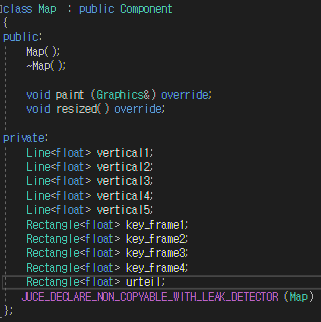 class Map : public Component
{
public:
Map();
~Map();
void paint (Graphics&) override;
void resized() override;
private:
Line<float> vertical1;
Line<float> vertical2;
Line<float> vertical3;
Line<float> vertical4;
Line<float> vertical5;
Rectangle<float> key_frame1;
Rectangle<float> key_frame2;
Rectangle<float> key_frame3;
Rectangle<float> key_frame4;
Rectangle<float> urteil;
JUCE_DECLARE_NON_COPYABLE_WITH_LEAK_DETECTOR (Map)
};